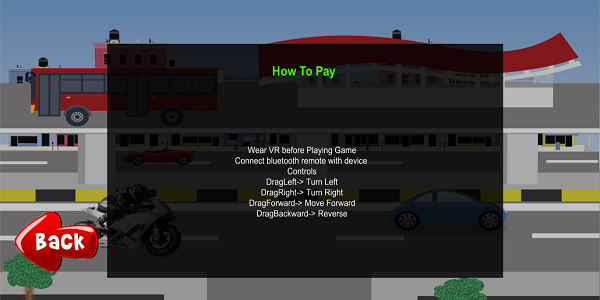 How To Pay
Wear VR before Playing Game
Connect bluetooth remote with device
Controls
DragLeft-> Turn Left
DragRight-> Turn Right
DragForward-> Move Forward
DragBackward-> Reverse
BACK